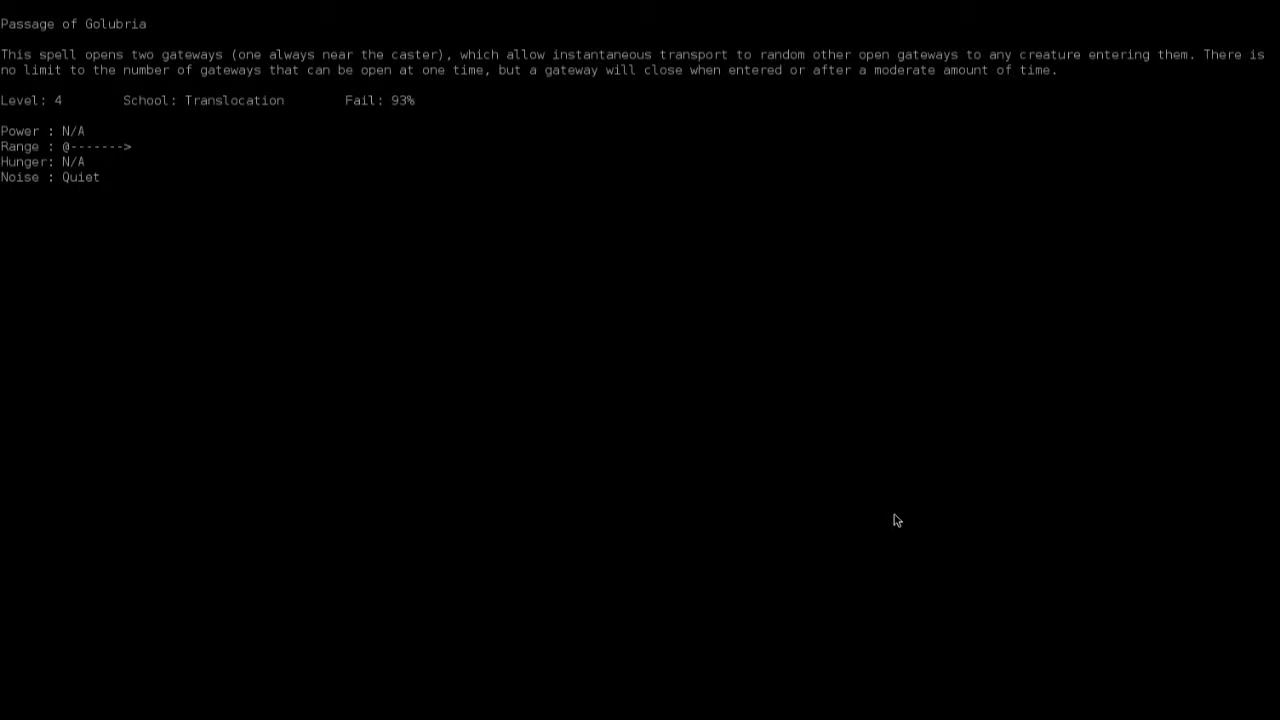 Passage of Golubria
This spell opens two gateways (one always near the caster), which allow instantaneous transport to random other open gateways to any creature entering them. There is
no limit to the number of gateways that can be open at one time, but a gateway will close when entered or after a moderate amount of time.
Level: 4        School: Translocation        Fail: 93%
Power : N/A
Range : @------->
Hunger: N/A
Noise : Quiet